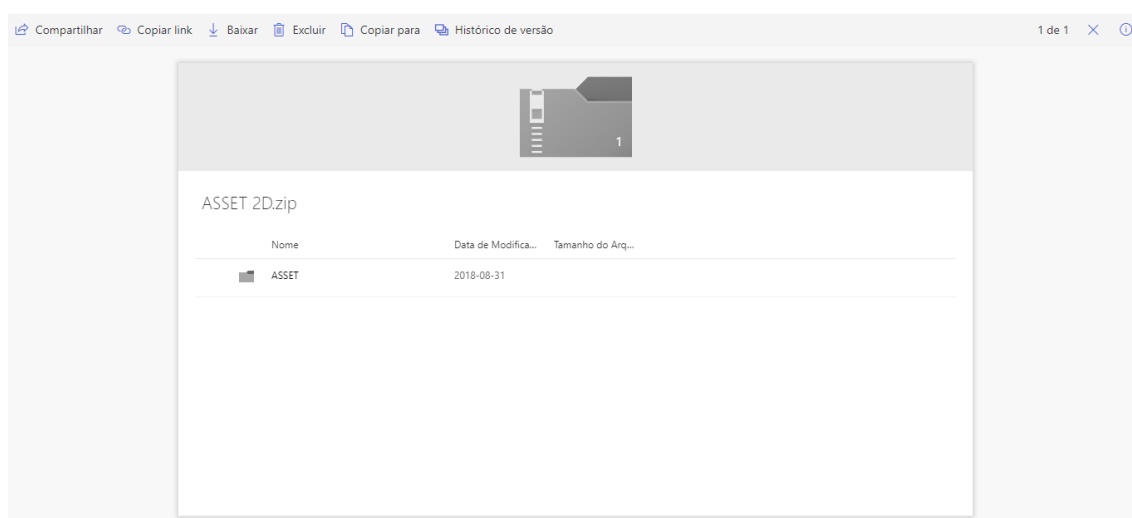 Compartilhar Copiar link Baixar Excluir Copiar para Histórico de versão 1 de 1
1
ASSET 2D.zip
Nome Data de Modifica... Tamanho do Arq...
ASSET 2018-08-31